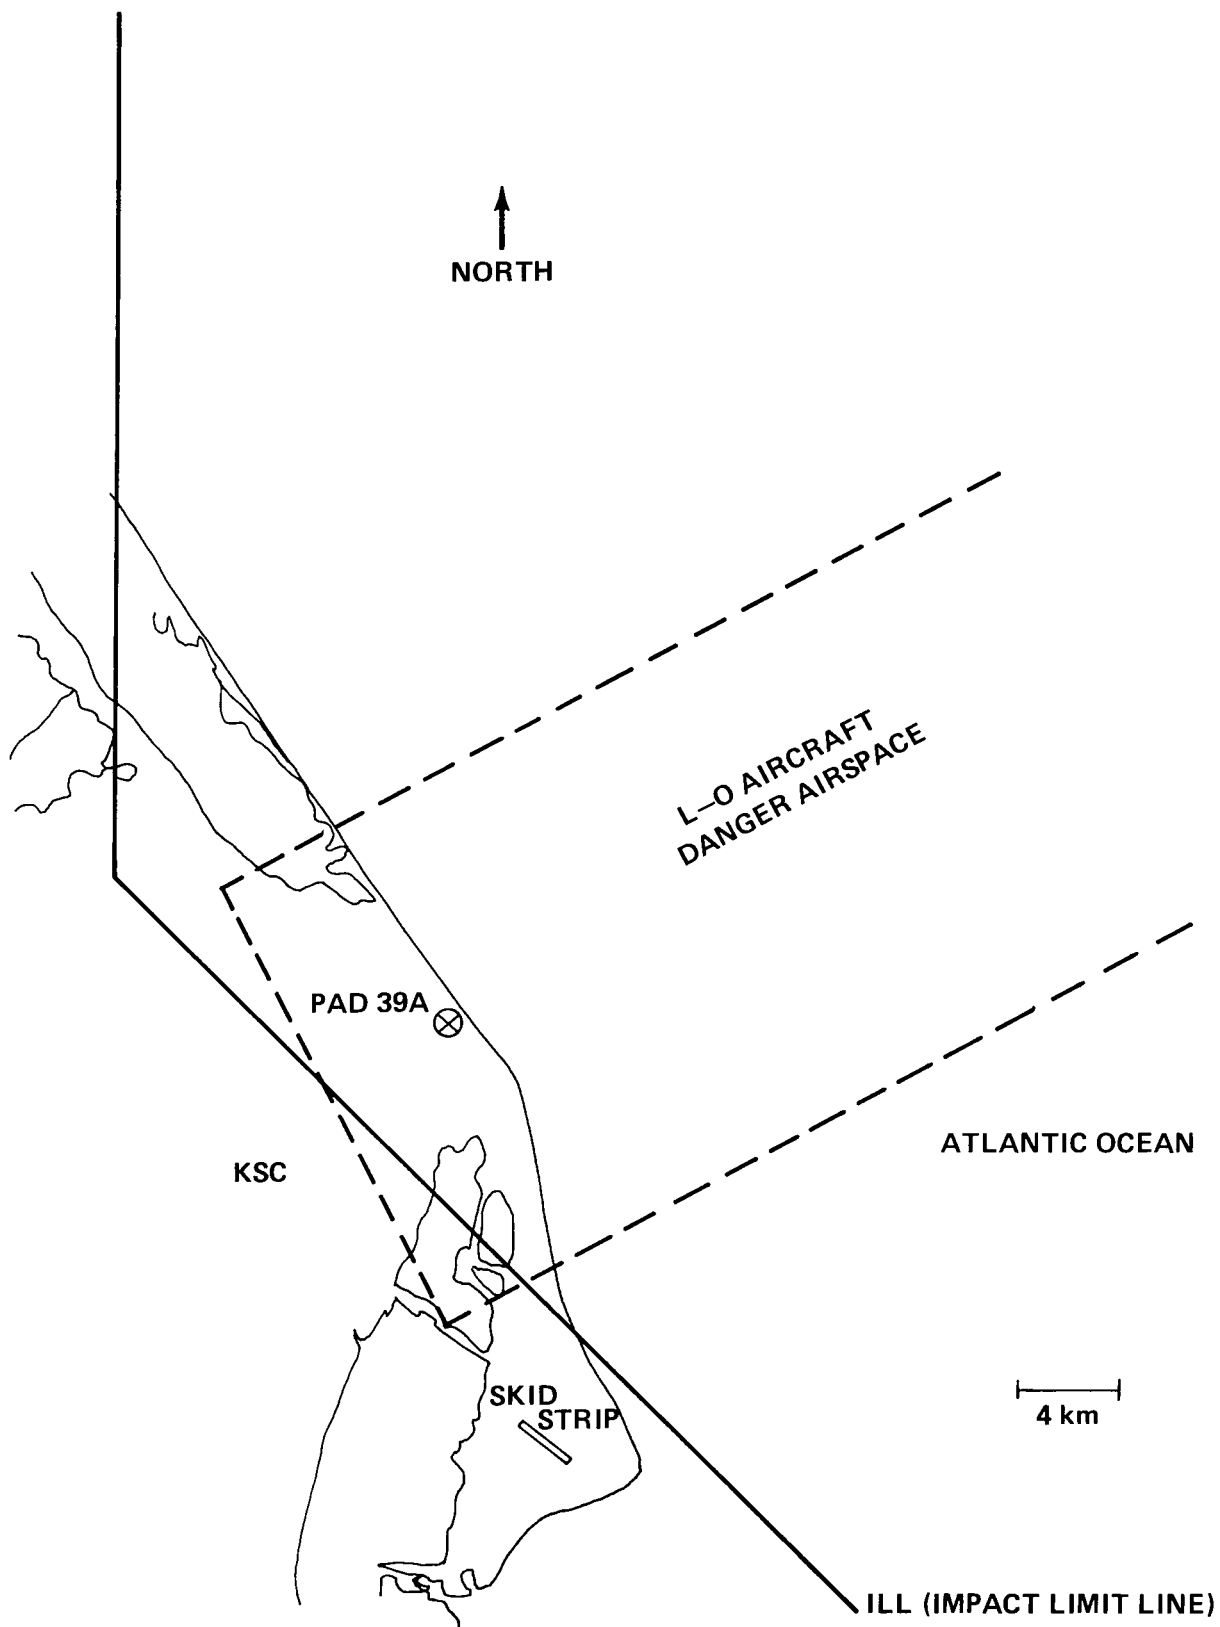 NORTH
L–O AIRCRAFT
DANGER AIRSPACE
PAD 39A
ATLANTIC OCEAN
KSC
SKID
STRIP
4 km
ILL (IMPACT LIMIT LINE)